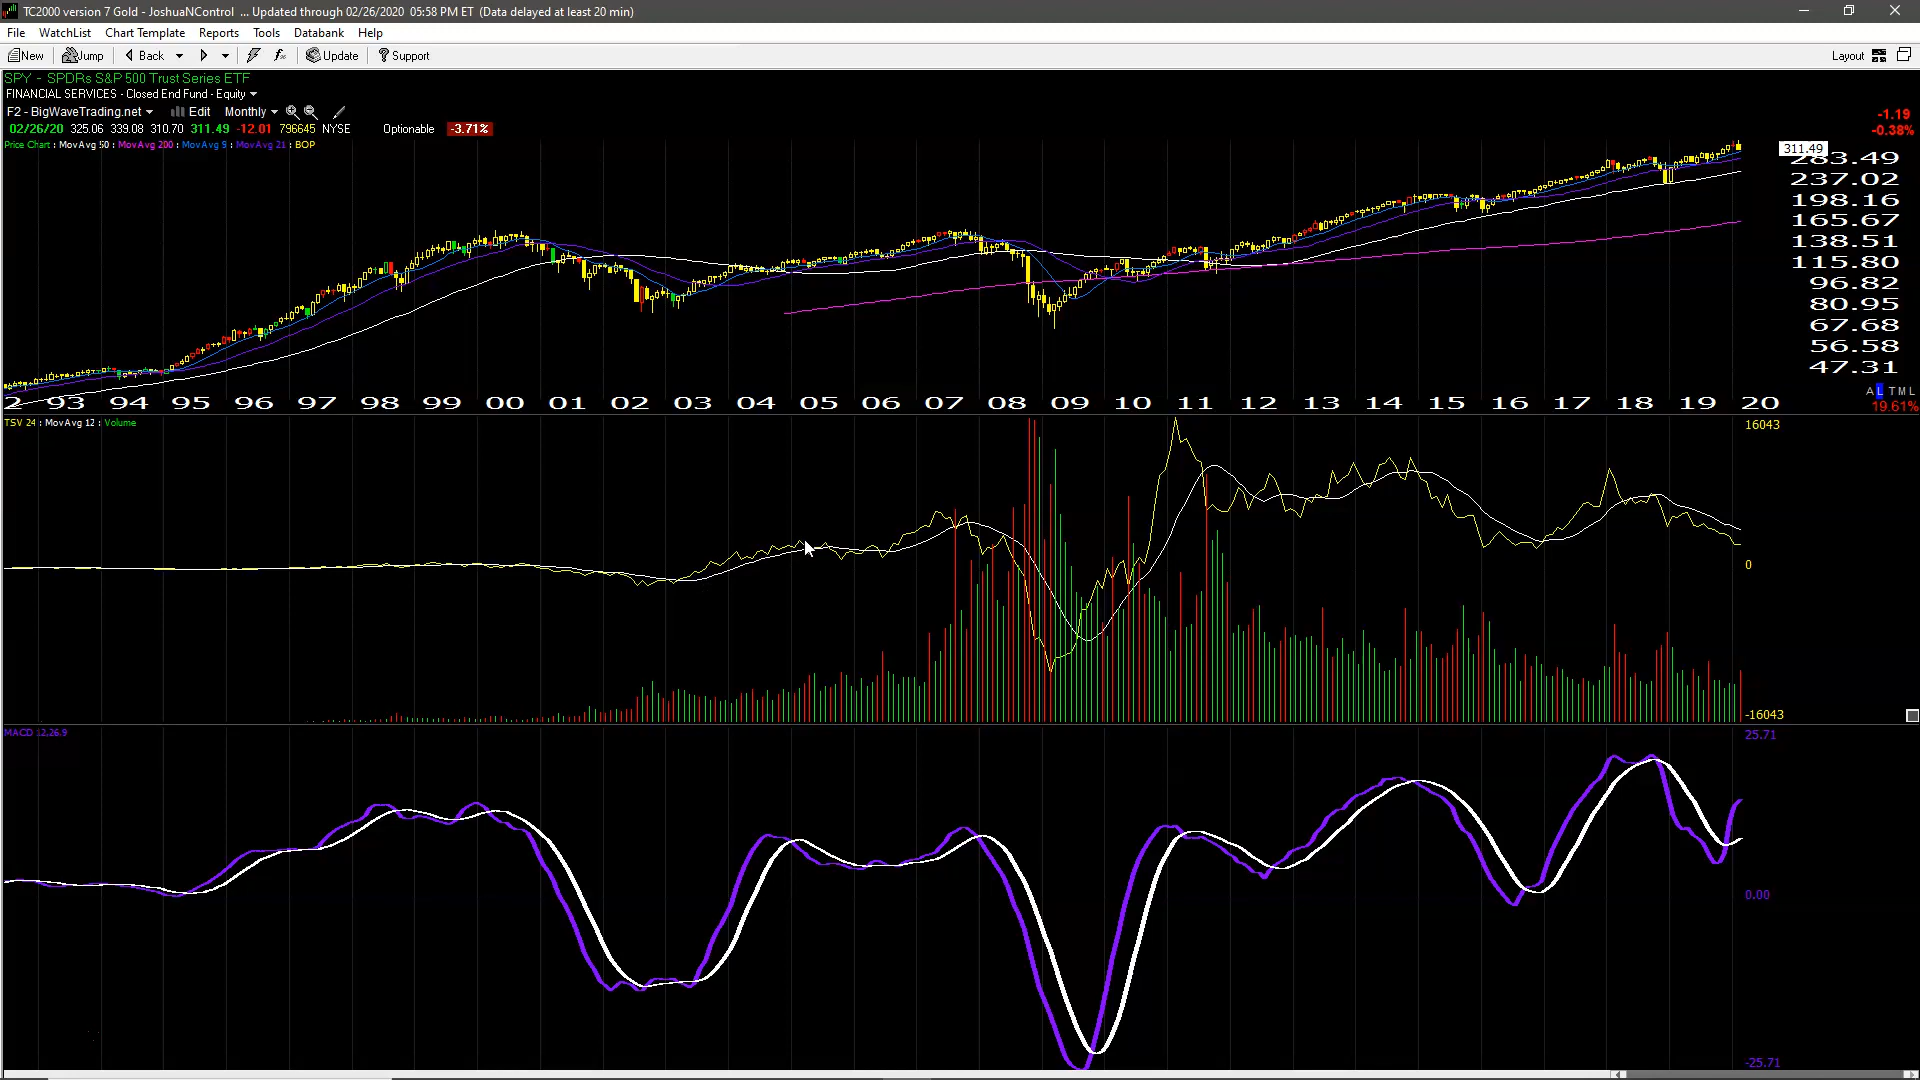 TC2000 version 7 Gold - JoshuaNControl ... Updated through 02/26/2020 05:58 PM ET (Data delayed at least 20 min)
File WatchList Chart Template Reports Tools Databank Help
New Jump Back Update Support Layout
SPY - SPDRs S&P 500 Trust Series ETF
FINANCIAL SERVICES - Closed End Fund - Equity
F2 - BigWaveTrading.net Edit Monthly
-1.19
02/26/20 325.06 339.08 310.70 311.49 -12.01 796645 NYSE Optionable -3.71%
-0.38%
Price Chart : MovAvg 50 : MovAvg 200 : MovAvg 9 : MovAvg 21 : BOP
311.49
283.49
237.02
198.16
165.67
138.51
115.80
96.82
80.95
67.68
56.58
47.31
A L T M L
2 93 94 95 96 97 98 99 00 01 02 03 04 05 06 07 08 09 10 11 12 13 14 15 16 17 18 19 20
19.61%
TSV 24 : MovAvg 12 : Volume
16043
0
-16043
MACD 12,26,9
25.71
0.00
-25.71